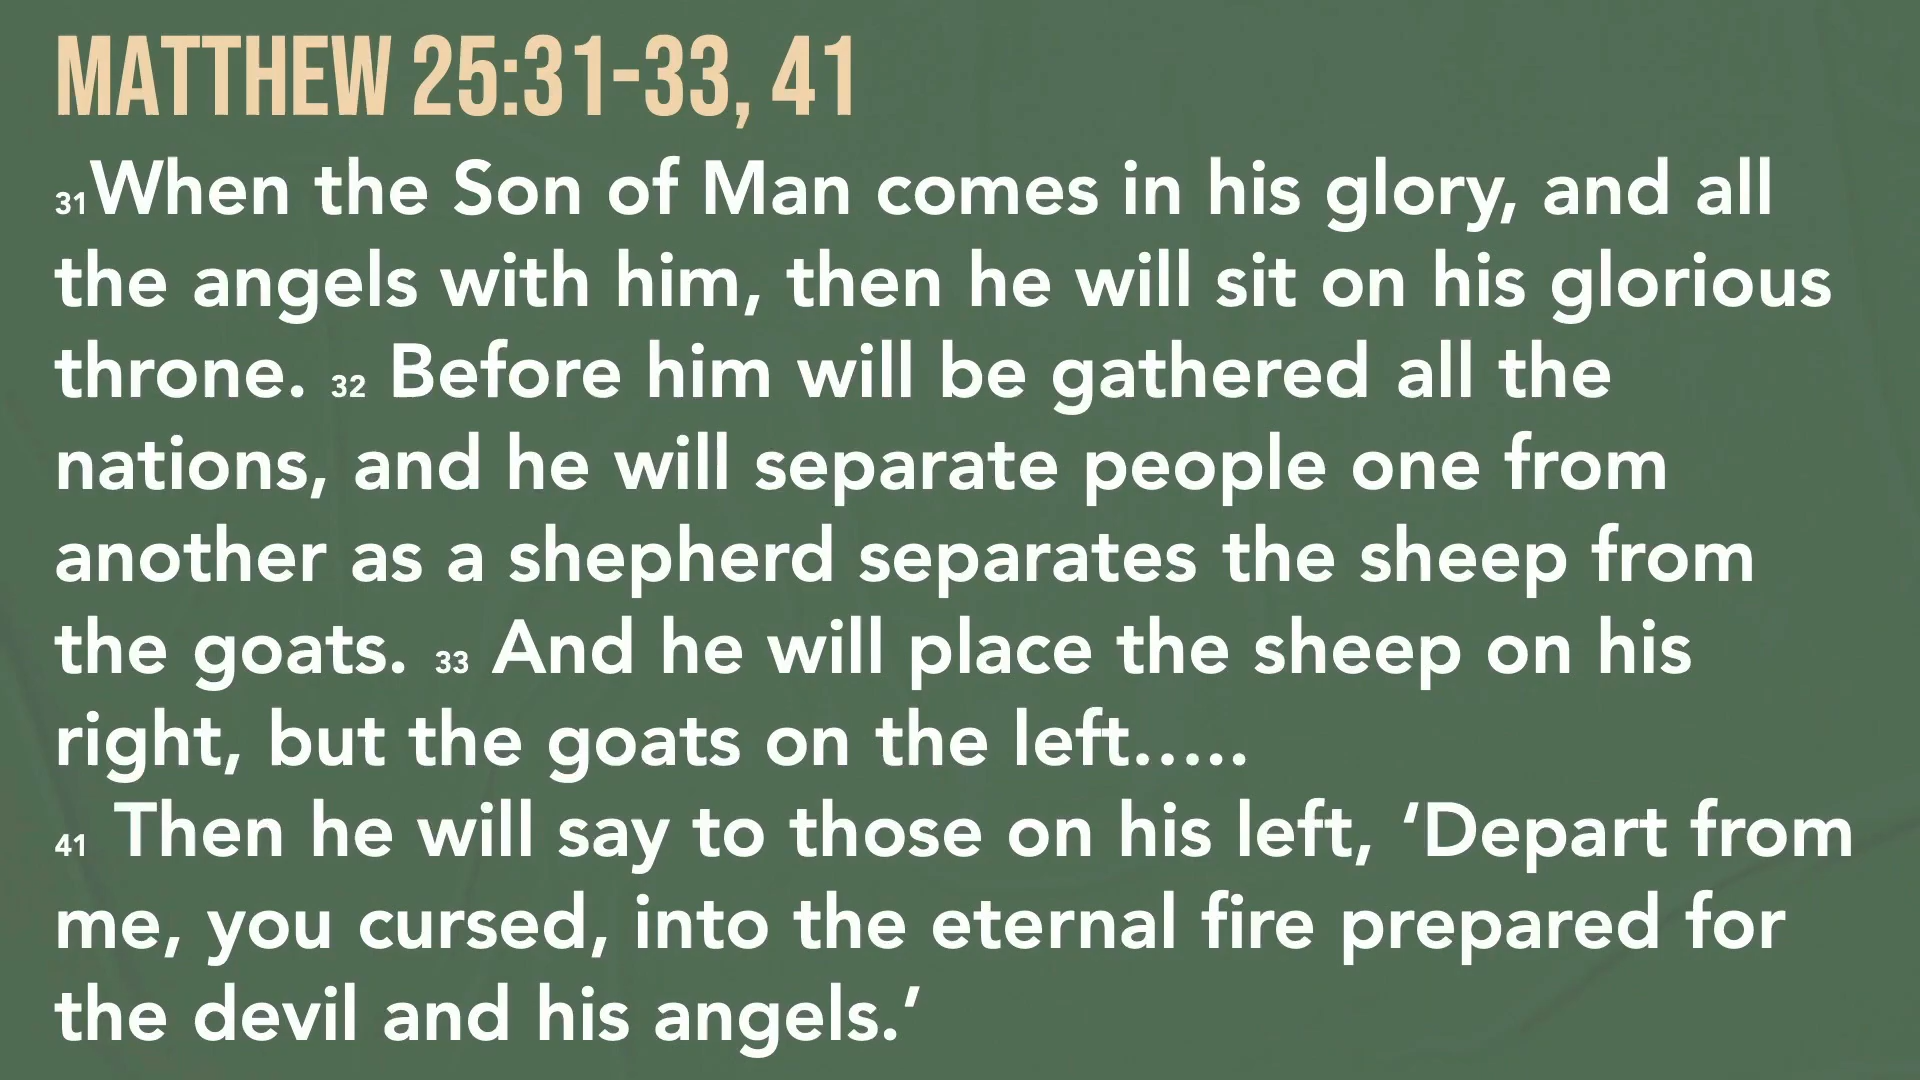 MATTHEW 25:31-33, 41
31When the Son of Man comes in his glory, and all
the angels with him, then he will sit on his glorious
throne. 32 Before him will be gathered all the
nations, and he will separate people one from
another as a shepherd separates the sheep from
the goats. 33 And he will place the sheep on his
right, but the goats on the left.....
41 Then he will say to those on his left, ‘Depart from
me, you cursed, into the eternal fire prepared for
the devil and his angels.’